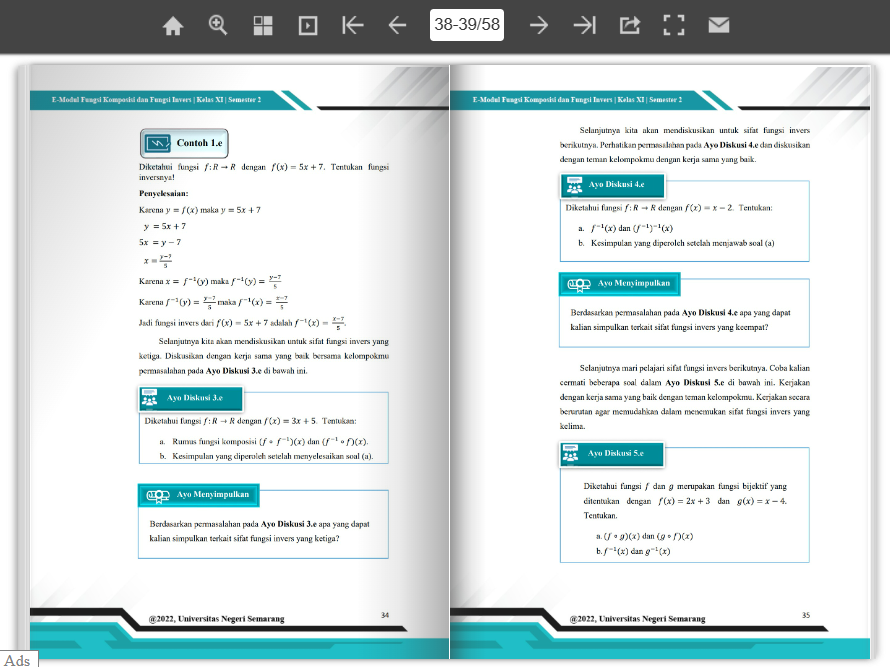 38-39/58
E-Modul Fungsi Komposisi dan Fungsi Invers | Kelas XI | Semester 2
Contoh 1.e
Diketahui fungsi f: R → R dengan f(x) = 5x + 7. Tentukan fungsi
inversnya!
Penyelesaian:
Karena y = f(x) maka y = 5x + 7
y = 5x + 7
5x = y − 7
x = (y−7)/5
Karena x = f⁻¹(y) maka f⁻¹(y) = (y−7)/5
Karena f⁻¹(y) = (y−7)/5 maka f⁻¹(x) = (x−7)/5
Jadi fungsi invers dari f(x) = 5x + 7 adalah f⁻¹(x) = (x−7)/5.
Selanjutnya kita akan mendiskusikan untuk sifat fungsi invers yang
ketiga. Diskusikan dengan kerja sama yang baik bersama kelompokmu
permasalahan pada Ayo Diskusi 3.e di bawah ini.
Ayo Diskusi 3.e
Diketahui fungsi f: R → R dengan f(x) = 3x + 5. Tentukan:
a. Rumus fungsi komposisi (f ∘ f⁻¹)(x) dan (f⁻¹ ∘ f)(x).
b. Kesimpulan yang diperoleh setelah menyelesaikan soal (a).
Ayo Menyimpulkan
Berdasarkan permasalahan pada Ayo Diskusi 3.e apa yang dapat
kalian simpulkan terkait sifat fungsi invers yang ketiga?
@2022, Universitas Negeri Semarang
34
E-Modul Fungsi Komposisi dan Fungsi Invers | Kelas XI | Semester 2
Selanjutnya kita akan mendiskusikan untuk sifat fungsi invers
berikutnya. Perhatikan permasalahan pada Ayo Diskusi 4.e dan diskusikan
dengan teman kelompokmu dengan kerja sama yang baik.
Ayo Diskusi 4.e
Diketahui fungsi f: R → R dengan f(x) = x − 2. Tentukan:
a. f⁻¹(x) dan (f⁻¹)⁻¹(x)
b. Kesimpulan yang diperoleh setelah menjawab soal (a)
Ayo Menyimpulkan
Berdasarkan permasalahan pada Ayo Diskusi 4.e apa yang dapat
kalian simpulkan terkait sifat fungsi invers yang keempat?
Selanjutnya mari pelajari sifat fungsi invers berikutnya. Coba kalian
cermati beberapa soal dalam Ayo Diskusi 5.e di bawah ini. Kerjakan
dengan kerja sama yang baik dengan teman kelompokmu. Kerjakan secara
berurutan agar memudahkan dalam menemukan sifat fungsi invers yang
kelima.
Ayo Diskusi 5.e
Diketahui fungsi f dan g merupakan fungsi bijektif yang
ditentukan dengan f(x) = 2x + 3 dan g(x) = x − 4.
Tentukan.
a. (f ∘ g)(x) dan (g ∘ f)(x)
b. f⁻¹(x) dan g⁻¹(x)
@2022, Universitas Negeri Semarang
35
Ads